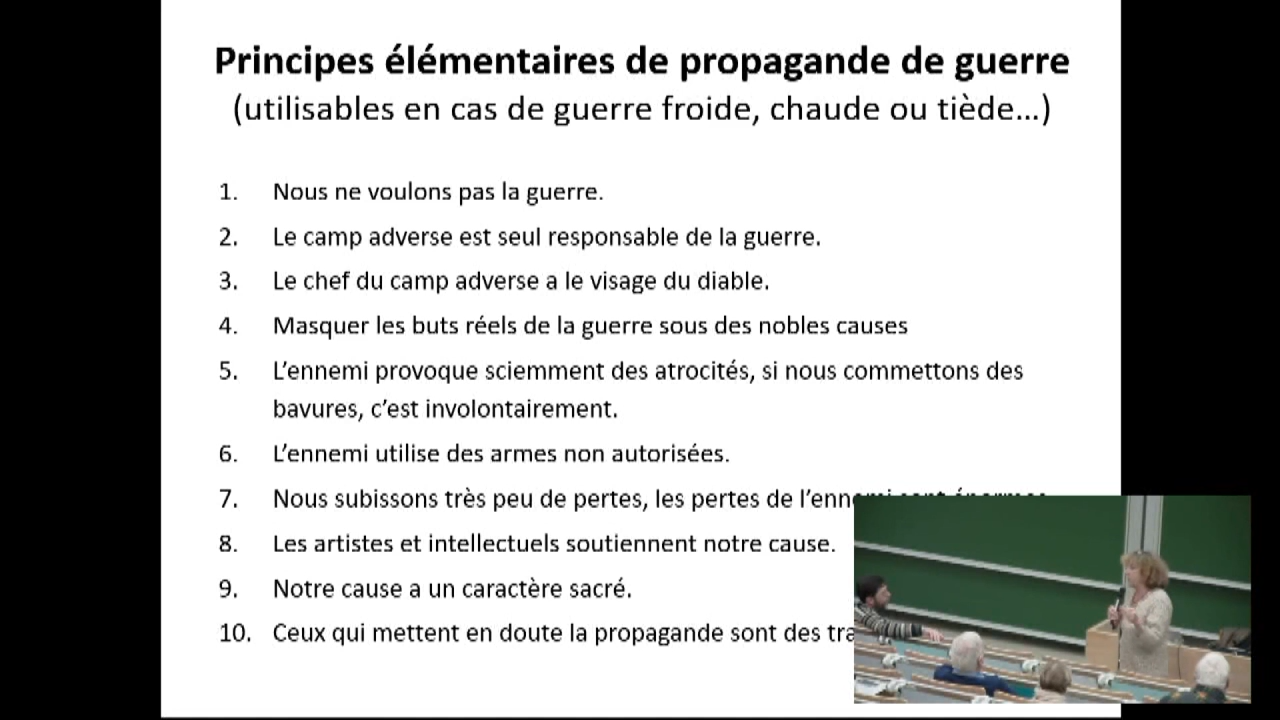 Principes élémentaires de propagande de guerre
(utilisables en cas de guerre froide, chaude ou tiède…)
1. Nous ne voulons pas la guerre.
2. Le camp adverse est seul responsable de la guerre.
3. Le chef du camp adverse a le visage du diable.
4. Masquer les buts réels de la guerre sous des nobles causes
5. L’ennemi provoque sciemment des atrocités, si nous commettons des
bavures, c’est involontairement.
6. L’ennemi utilise des armes non autorisées.
7. Nous subissons très peu de pertes, les pertes de l’ennemi sont énormes
8. Les artistes et intellectuels soutiennent notre cause.
9. Notre cause a un caractère sacré.
10. Ceux qui mettent en doute la propagande sont des